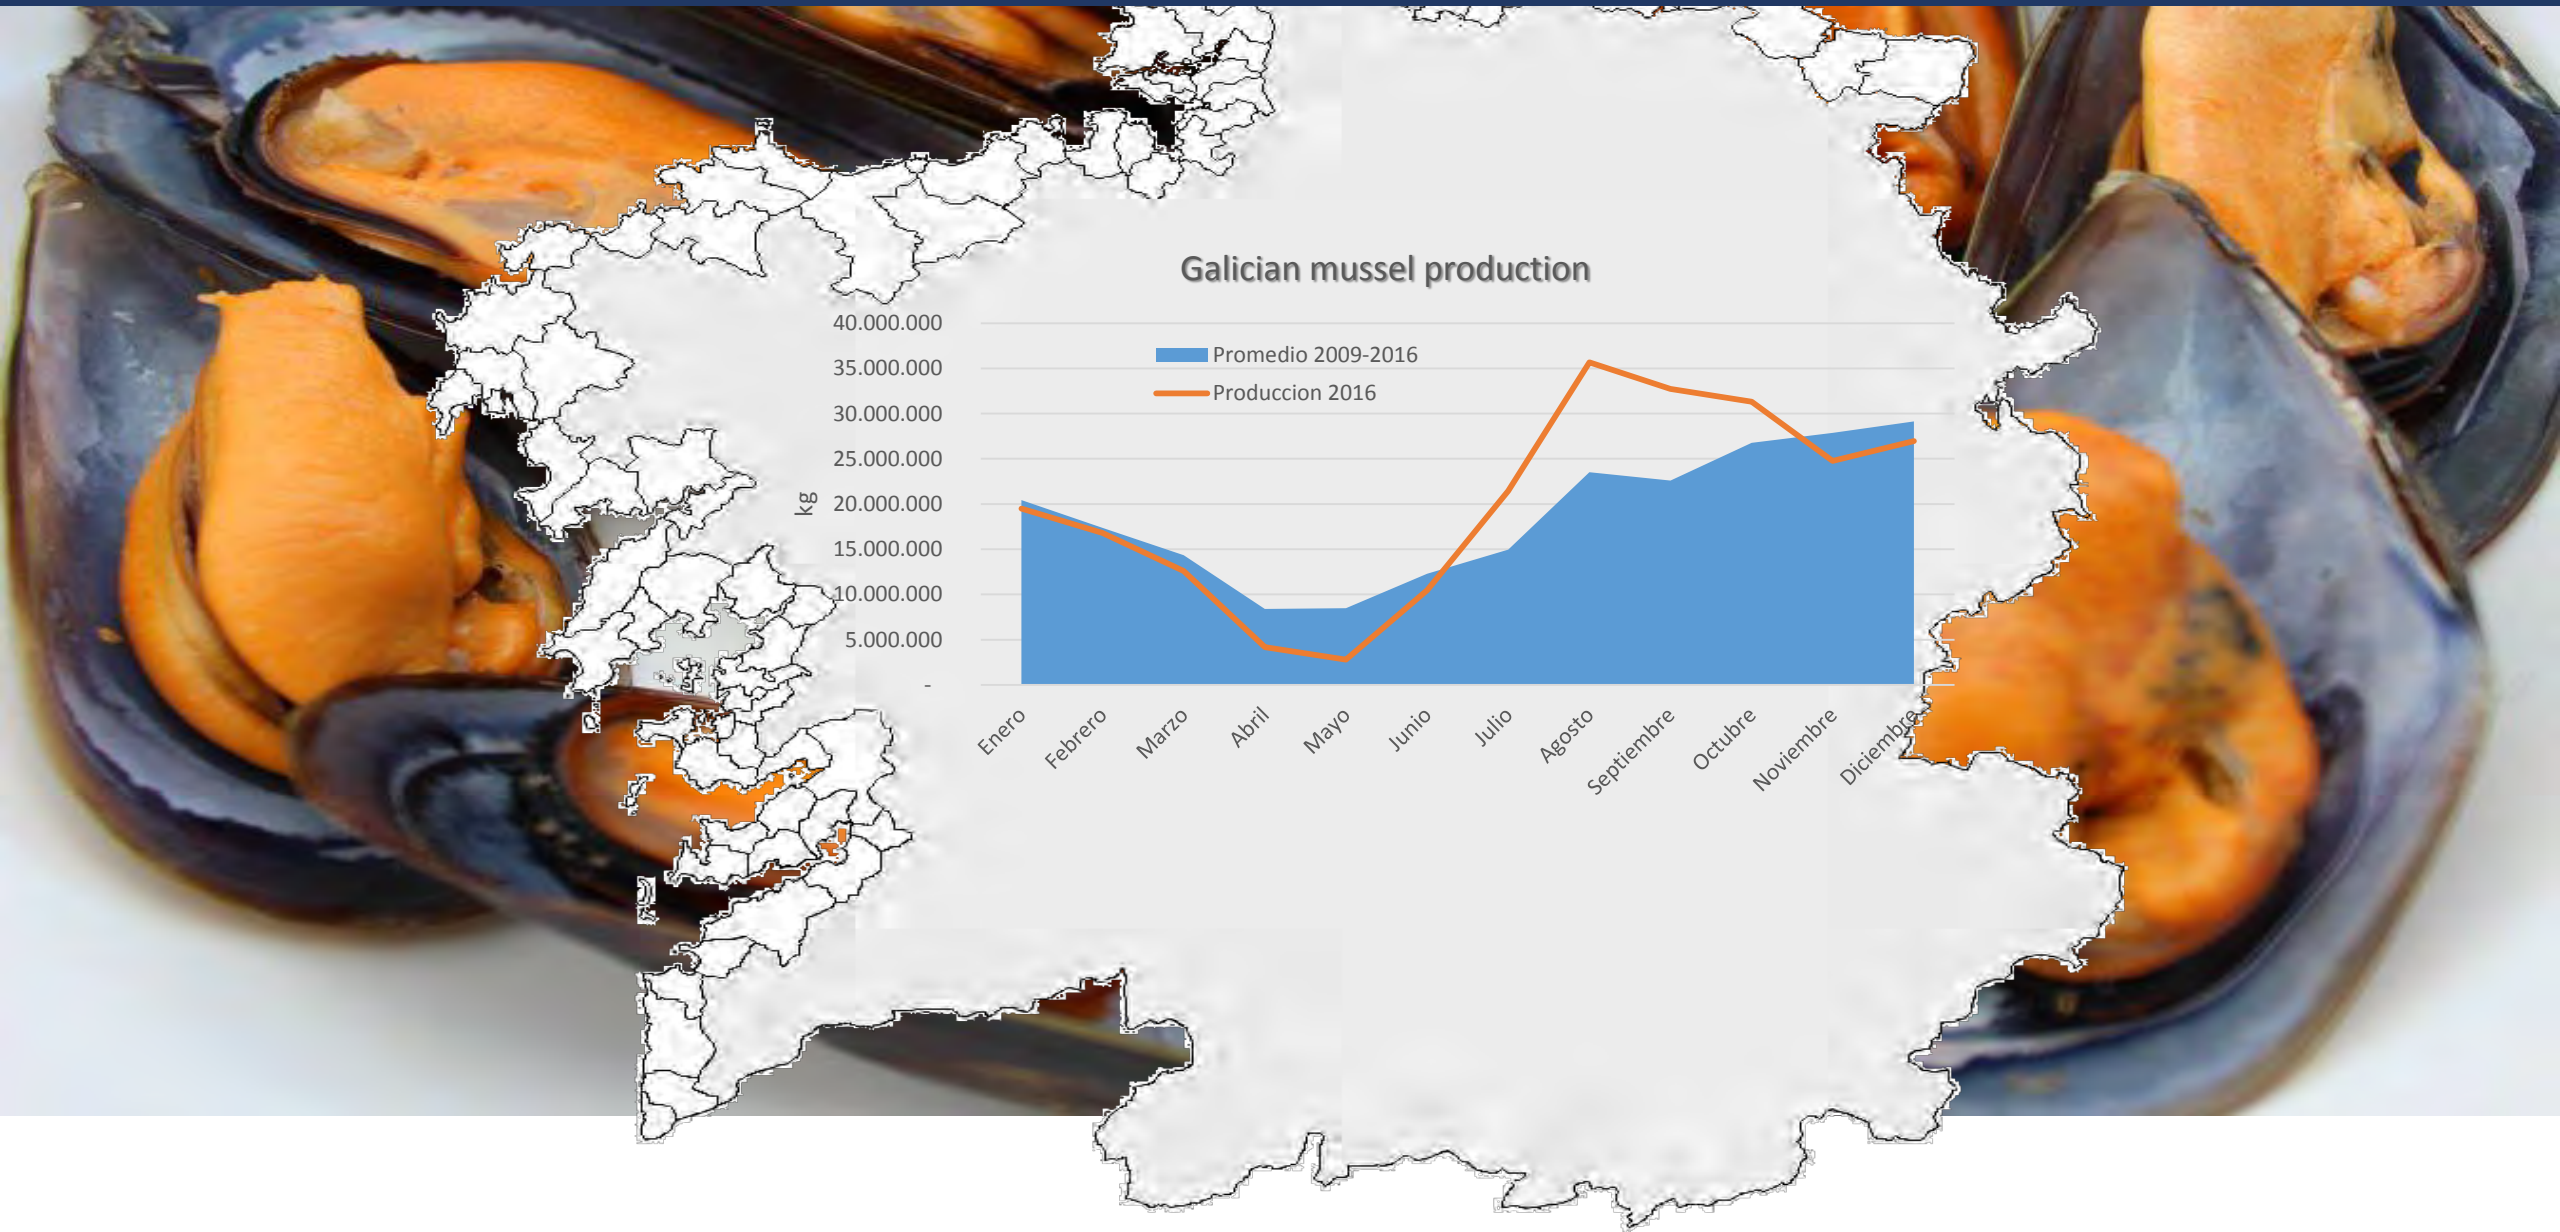 Galician mussel production
40.000.000
35.000.000
30.000.000
25.000.000
20.000.000
15.000.000
10.000.000
5.000.000
-
kg
Promedio 2009-2016
Produccion 2016
Enero
Febrero
Marzo
Abril
Mayo
Junio
Julio
Agosto
Septiembre
Octubre
Noviembre
Diciembre